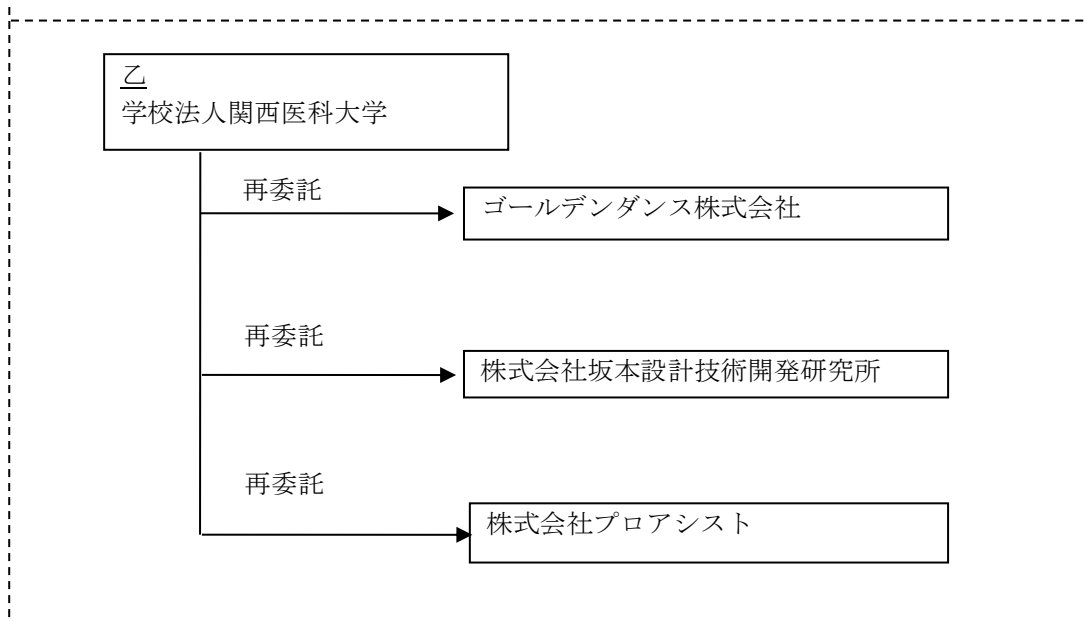 乙
学校法人関西医科大学
再委託
ゴールデンダンス株式会社
再委託
株式会社坂本設計技術開発研究所
再委託
株式会社プロアシスト